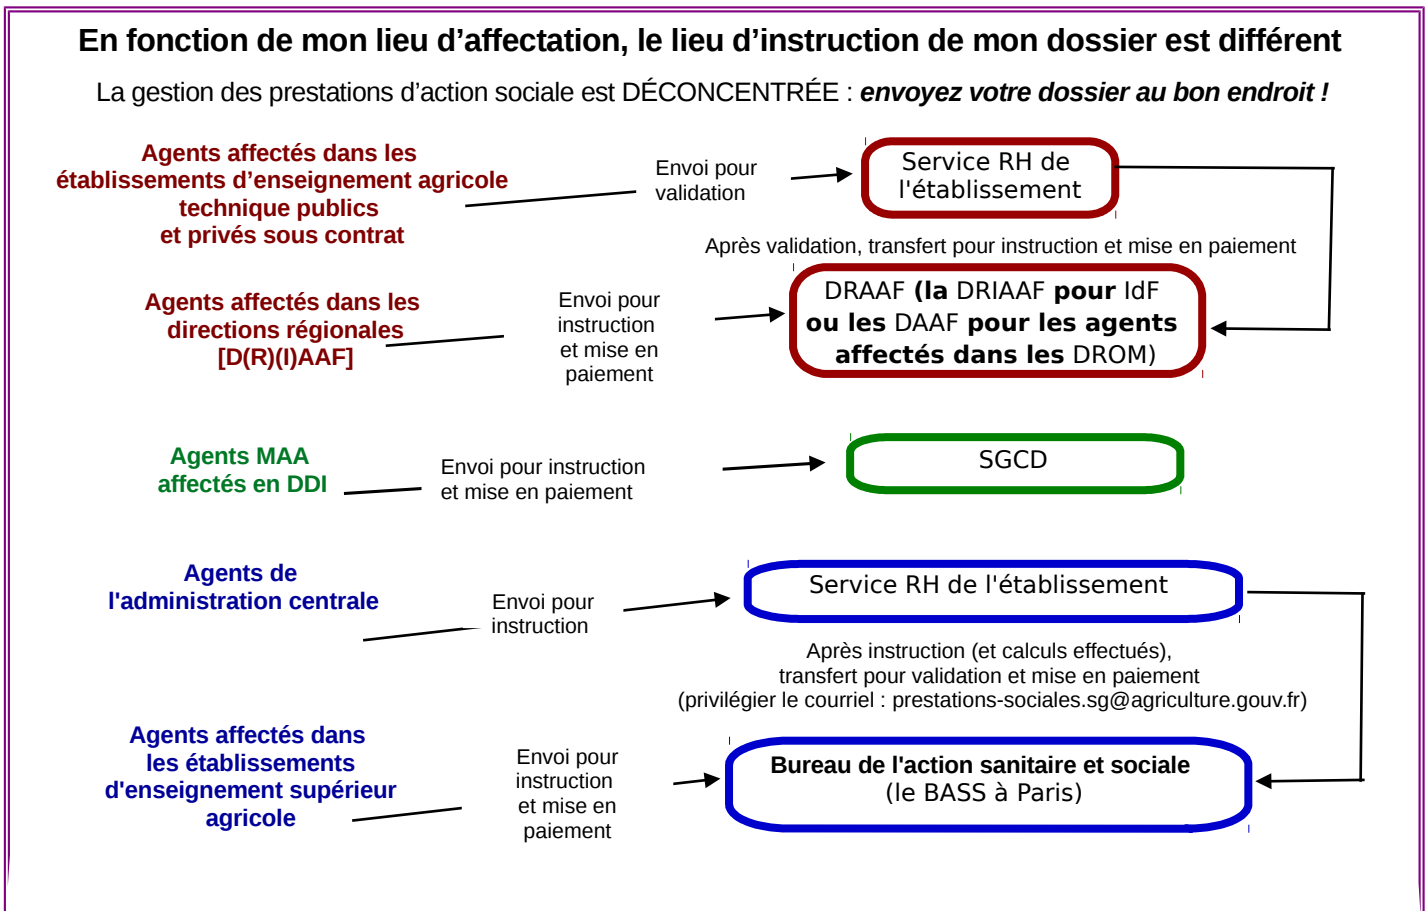 En fonction de mon lieu d'affectation, le lieu d'instruction de mon dossier est différent
La gestion des prestations d'action sociale est DÉCONCENTRÉE : envoyez votre dossier au bon endroit !
Agents affectés dans les
établissements d'enseignement agricole
technique publics
et privés sous contrat
Envoi pour
validation
Service RH de
l'établissement
Après validation, transfert pour instruction et mise en paiement
Agents affectés dans les
directions régionales
[D(R)(I)AAF]
Envoi pour
instruction
et mise en
paiement
DRAAF (la DRIAAF pour IdF
ou les DAAF pour les agents
affectés dans les DROM)
Agents MAA
affectés en DDI
Envoi pour instruction
et mise en paiement
SGCD
Agents de
l'administration centrale
Envoi pour
instruction
Service RH de l'établissement
Après instruction (et calculs effectués),
transfert pour validation et mise en paiement
(privilégier le courriel : prestations-sociales.sg@agriculture.gouv.fr)
Agents affectés dans
les établissements
d'enseignement supérieur
agricole
Envoi pour
instruction
et mise en
paiement
Bureau de l'action sanitaire et sociale
(le BASS à Paris)